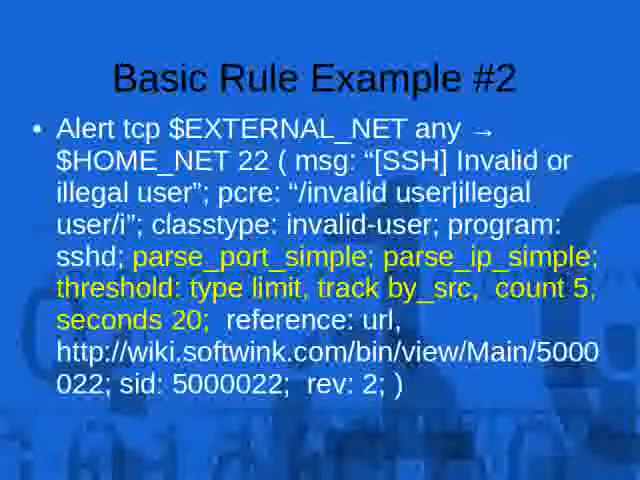 Basic Rule Example #2
• Alert tcp $EXTERNAL_NET any →
$HOME_NET 22 ( msg: “[SSH] Invalid or
illegal user”; pcre: “/invalid user|illegal
user/i”; classtype: invalid-user; program:
sshd; parse_port_simple; parse_ip_simple;
threshold: type limit, track by_src,  count 5,
seconds 20;  reference: url,
http://wiki.softwink.com/bin/view/Main/5000
022; sid: 5000022;  rev: 2; )